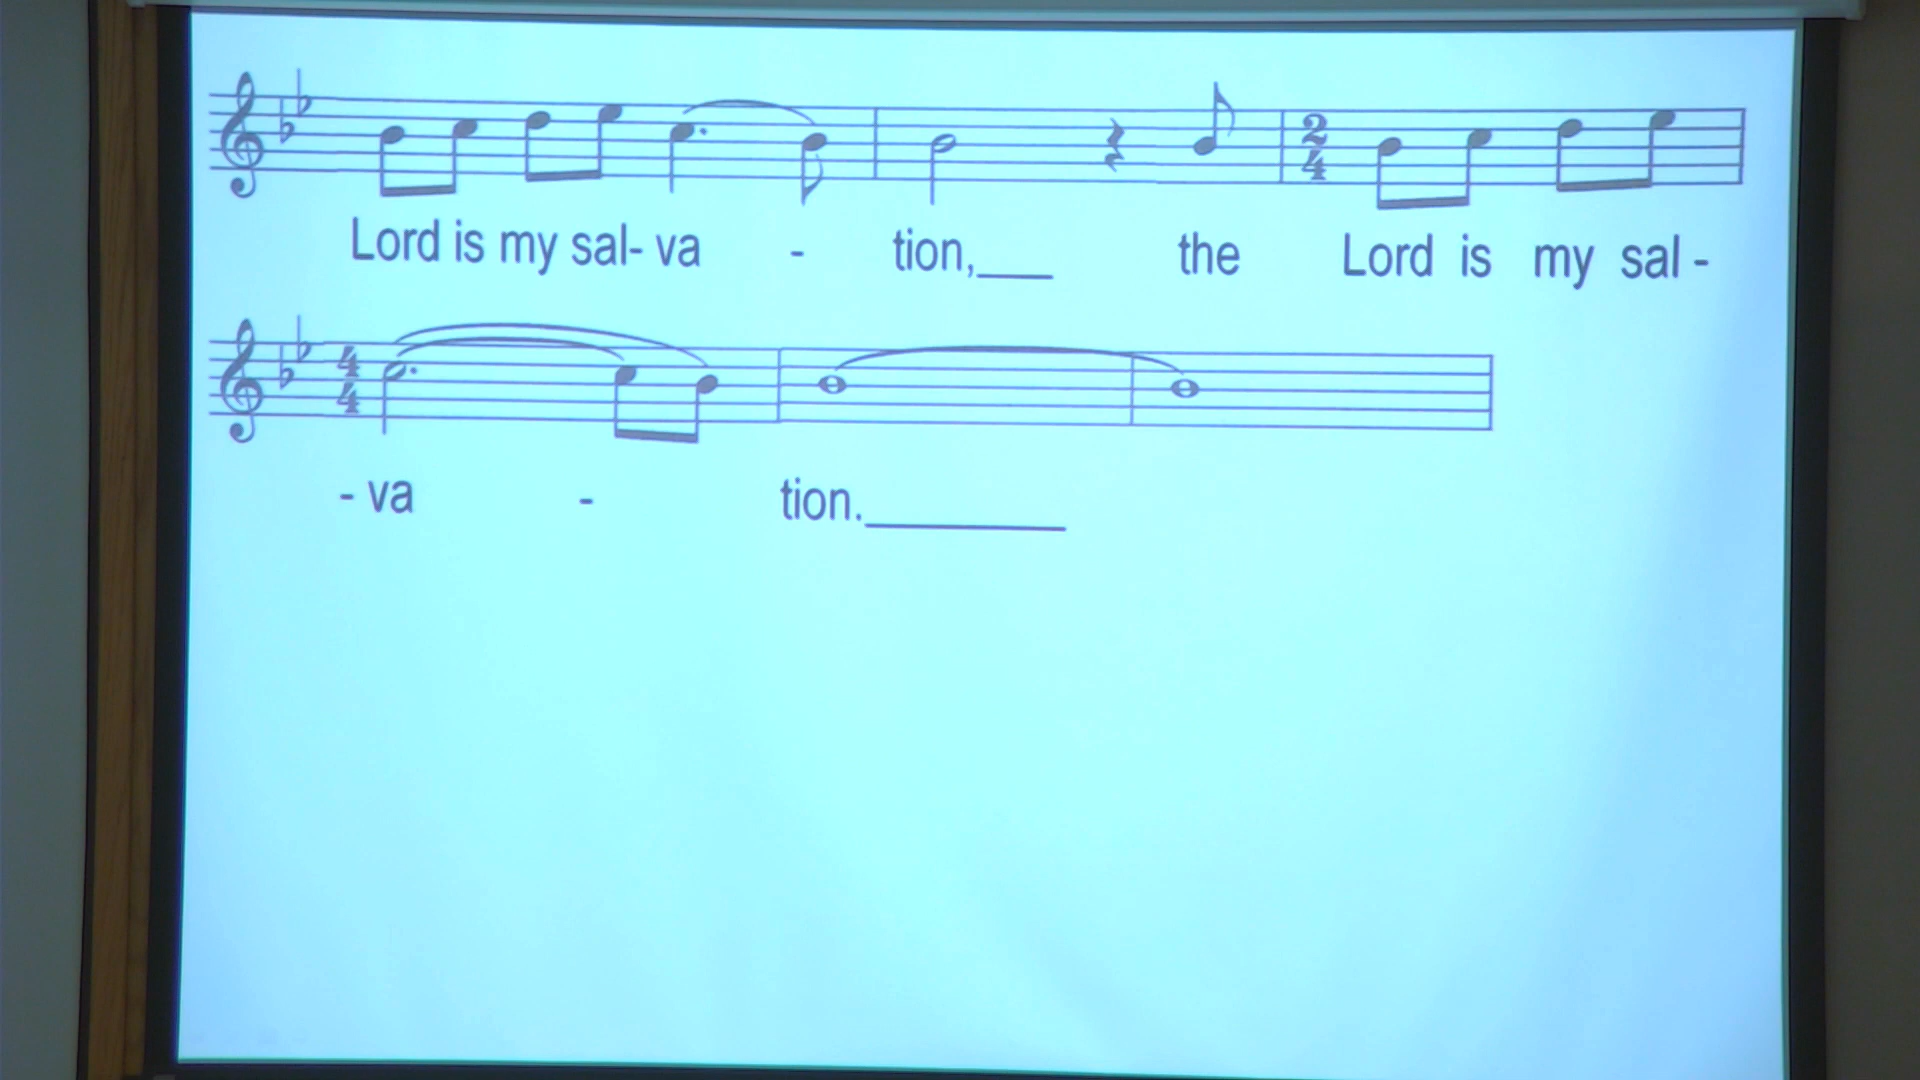 Lord is my sal- va - tion,___ the Lord is my sal -
- va - tion.________